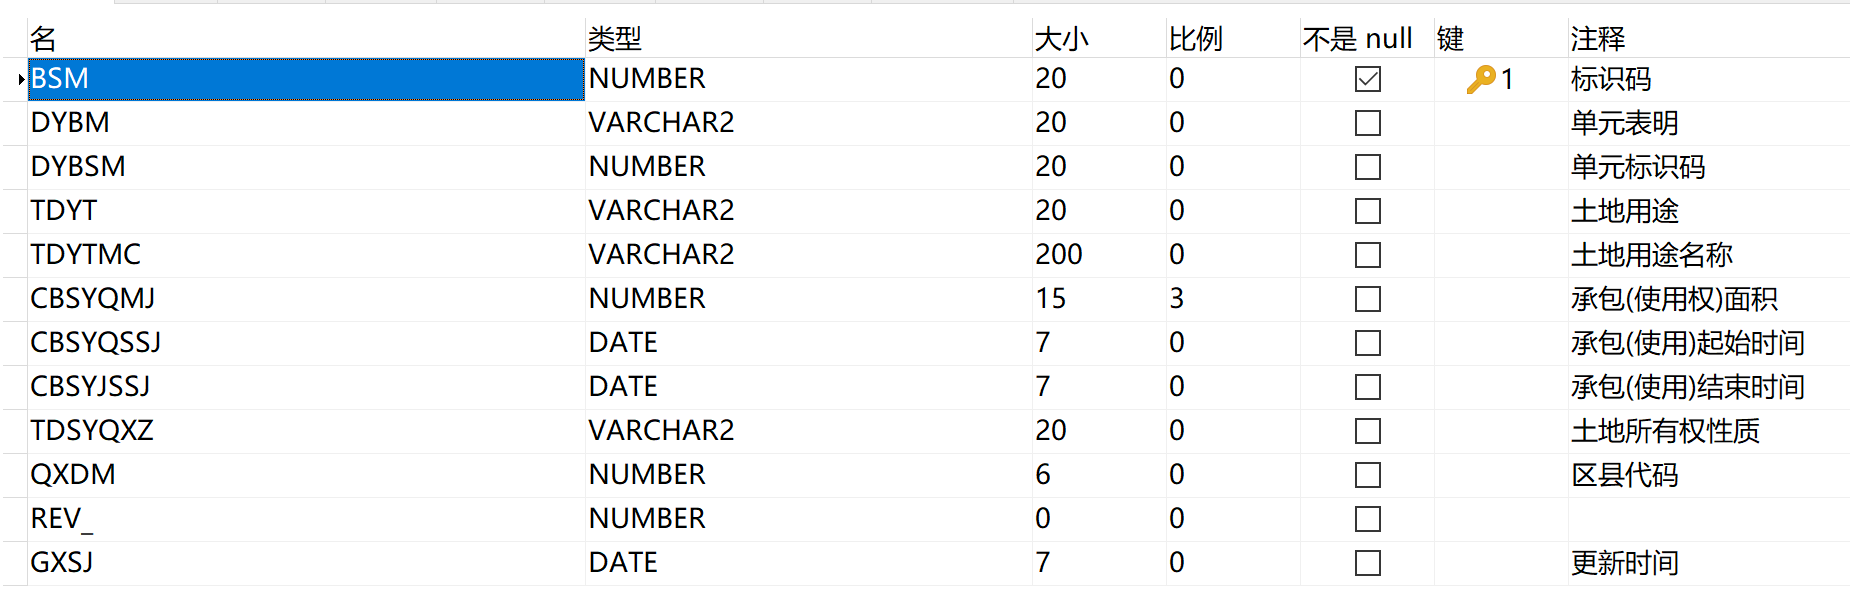 名 类型 大小 比例 不是 null 键 注释
BSM NUMBER 20 0 1 标识码
DYBM VARCHAR2 20 0 单元表明
DYBSM NUMBER 20 0 单元标识码
TDYT VARCHAR2 20 0 土地用途
TDYTMC VARCHAR2 200 0 土地用途名称
CBSYQMJ NUMBER 15 3 承包(使用权)面积
CBSYQSSJ DATE 7 0 承包(使用)起始时间
CBSYJSSJ DATE 7 0 承包(使用)结束时间
TDSYQXZ VARCHAR2 20 0 土地所有权性质
QXDM NUMBER 6 0 区县代码
REV_ NUMBER 0 0
GXSJ DATE 7 0 更新时间